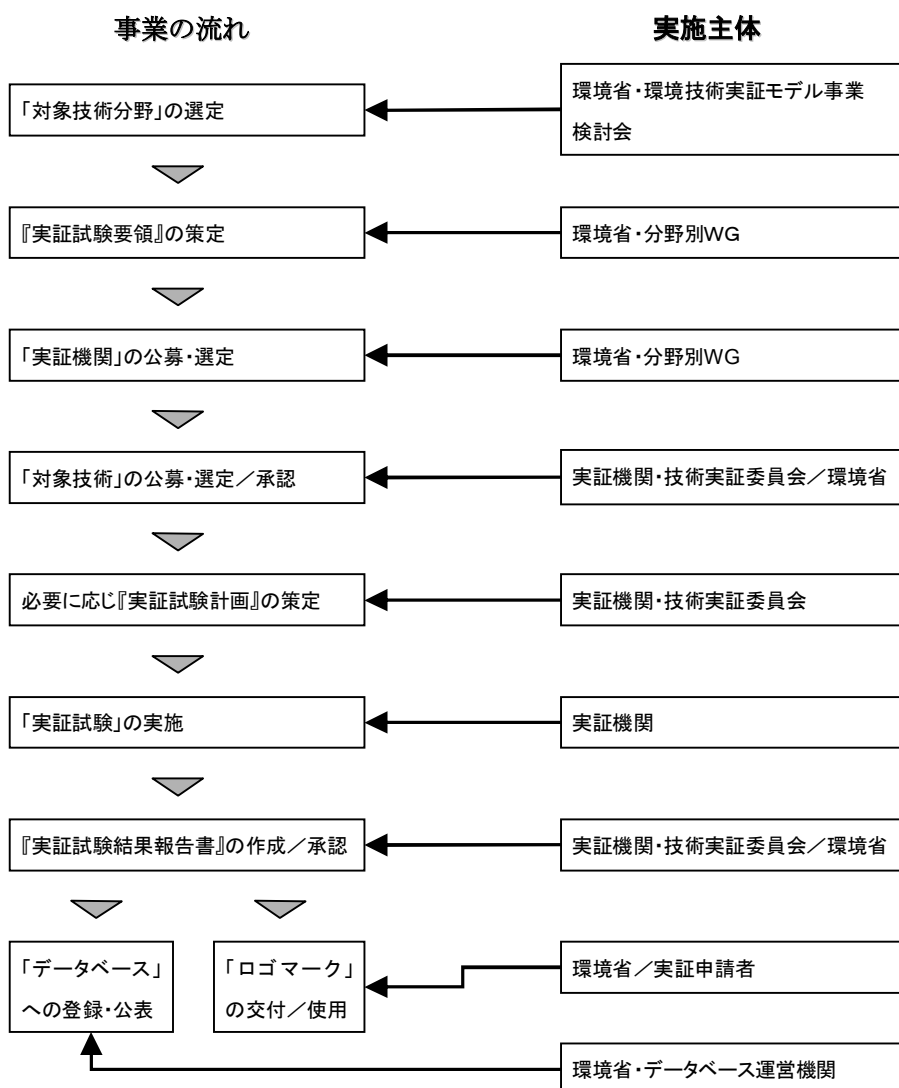 事業の流れ
実施主体
「対象技術分野」の選定
環境省・環境技術実証モデル事業
検討会
『実証試験要領』の策定
環境省・分野別WG
「実証機関」の公募・選定
環境省・分野別WG
「対象技術」の公募・選定／承認
実証機関・技術実証委員会／環境省
必要に応じ『実証試験計画』の策定
実証機関・技術実証委員会
「実証試験」の実施
実証機関
『実証試験結果報告書』の作成／承認
実証機関・技術実証委員会／環境省
「データベース」
への登録・公表
「ロゴマーク」
の交付／使用
環境省／実証申請者
環境省・データベース運営機関